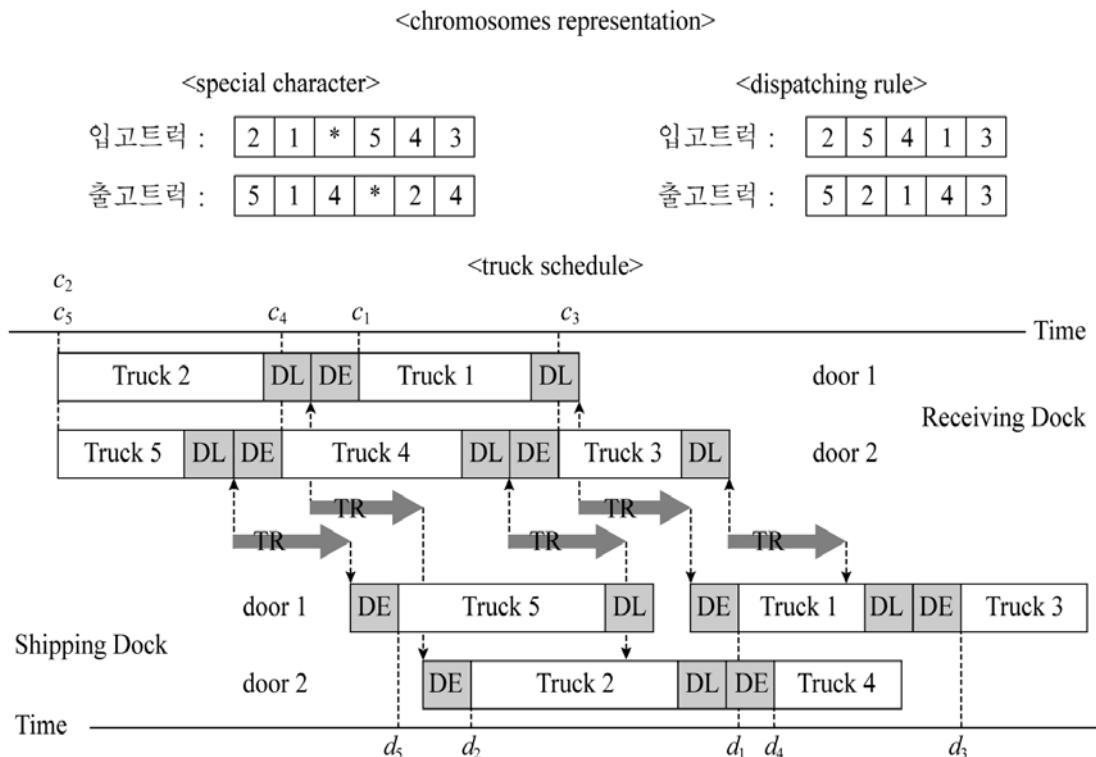 <chromosomes representation>
<special character> <dispatching rule>
입고트럭 : 2 1 * 5 4 3 입고트럭 : 2 5 4 1 3
출고트럭 : 5 1 4 * 2 4 출고트럭 : 5 2 1 4 3
<truck schedule>
c2
c5 c4 c1 c3
Time
Truck 2 DL DE Truck 1 DL door 1
Receiving Dock
Truck 5 DL DE Truck 4 DL DE Truck 3 DL door 2
TR TR
TR TR TR
door 1 DE Truck 5 DL DE Truck 1 DL DE Truck 3
Shipping Dock
door 2 DE Truck 2 DL DE Truck 4
Time
d5 d2 d1 d4 d3